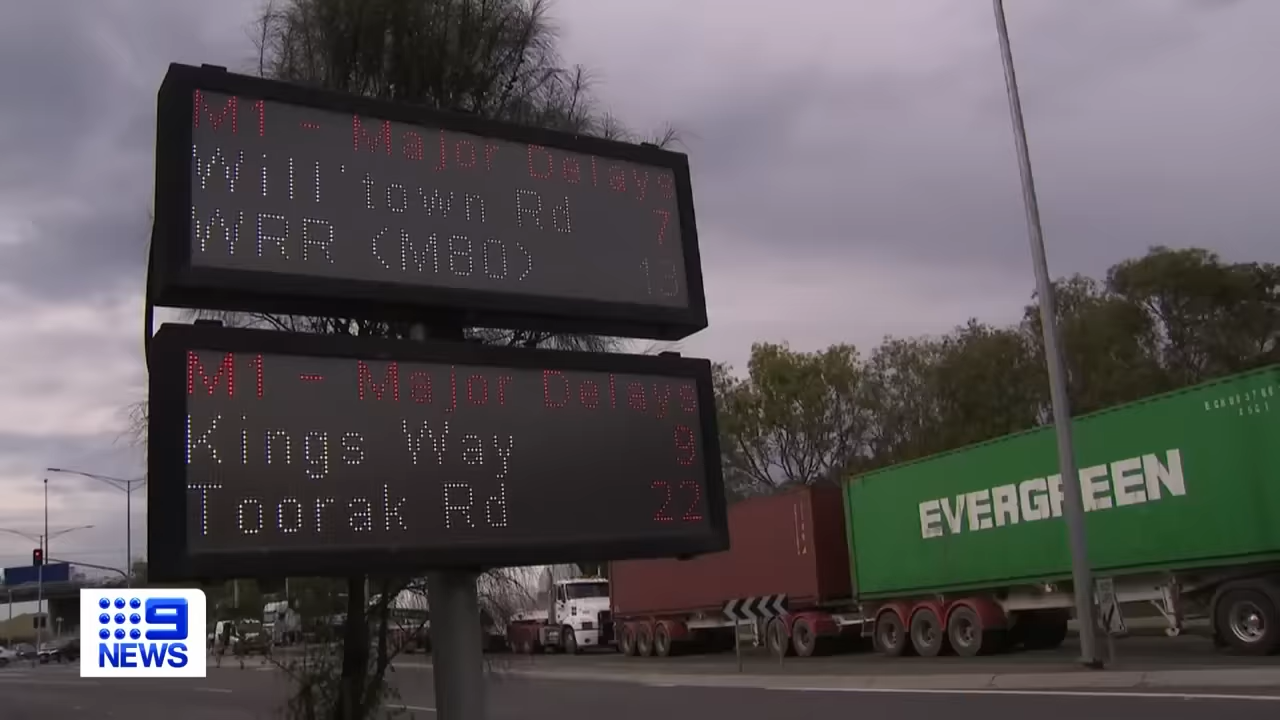 M1 - Major Delays
Will'town Rd 7
WRR (M80) 13
M1 - Major Delays
Kings Way 9
Toorak Rd 22
EVERGREEN
9
NEWS